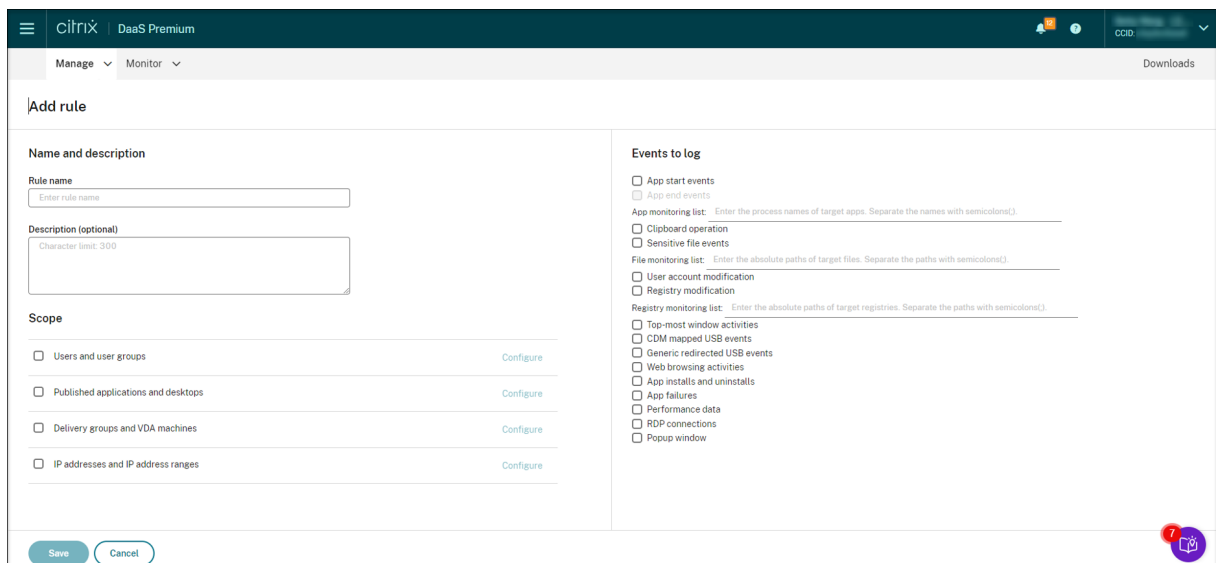 citrix | DaaS Premium
12
?
CCID:
Manage
Monitor
Downloads
Add rule
Name and description
Rule name
Enter rule name
Description (optional)
Character limit: 300
Scope
Users and user groups
Configure
Published applications and desktops
Configure
Delivery groups and VDA machines
Configure
IP addresses and IP address ranges
Configure
Events to log
App start events
App end events
App monitoring list: Enter the process names of target apps. Separate the names with semicolons(;).
Clipboard operation
Sensitive file events
File monitoring list: Enter the absolute paths of target files. Separate the paths with semicolons(;).
User account modification
Registry modification
Registry monitoring list: Enter the absolute paths of target registries. Separate the paths with semicolons(;).
Top-most window activities
CDM mapped USB events
Generic redirected USB events
Web browsing activities
App installs and uninstalls
App failures
Performance data
RDP connections
Popup window
Save
Cancel
7